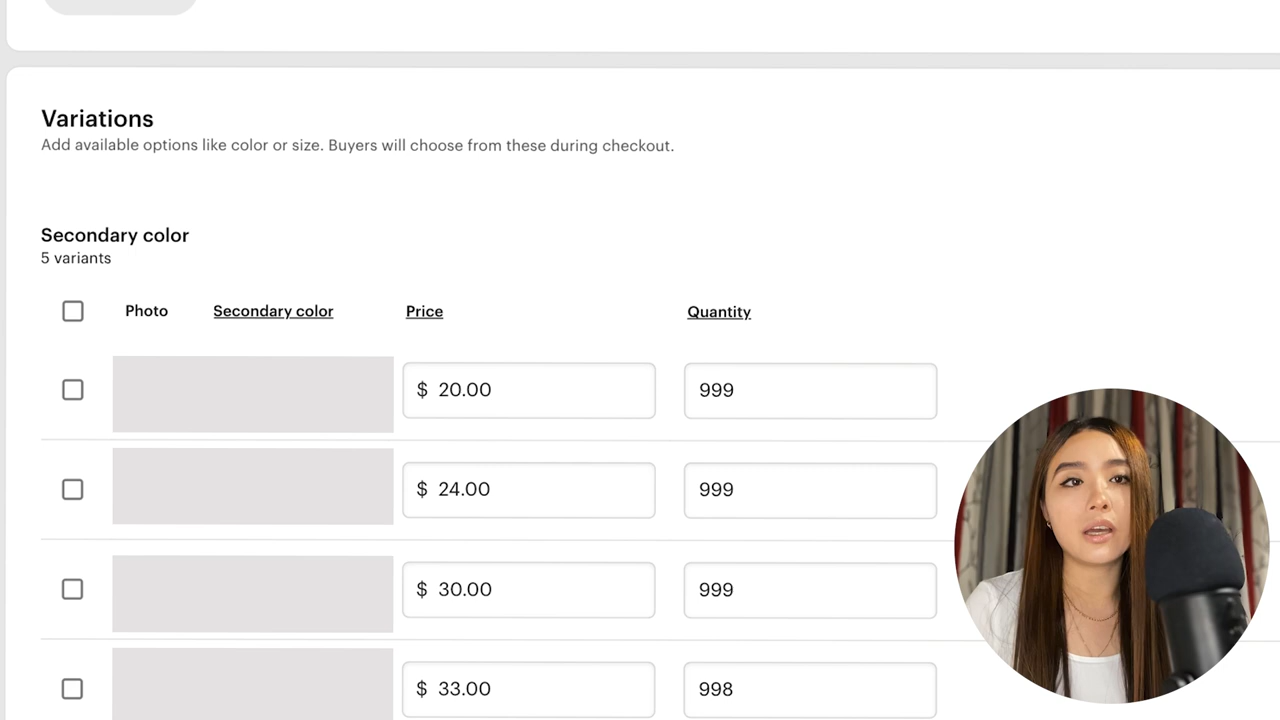 Variations
Add available options like color or size. Buyers will choose from these during checkout.
Secondary color
5 variants
Photo Secondary color Price Quantity
$ 20.00 999
$ 24.00 999
$ 30.00 999
$ 33.00 998